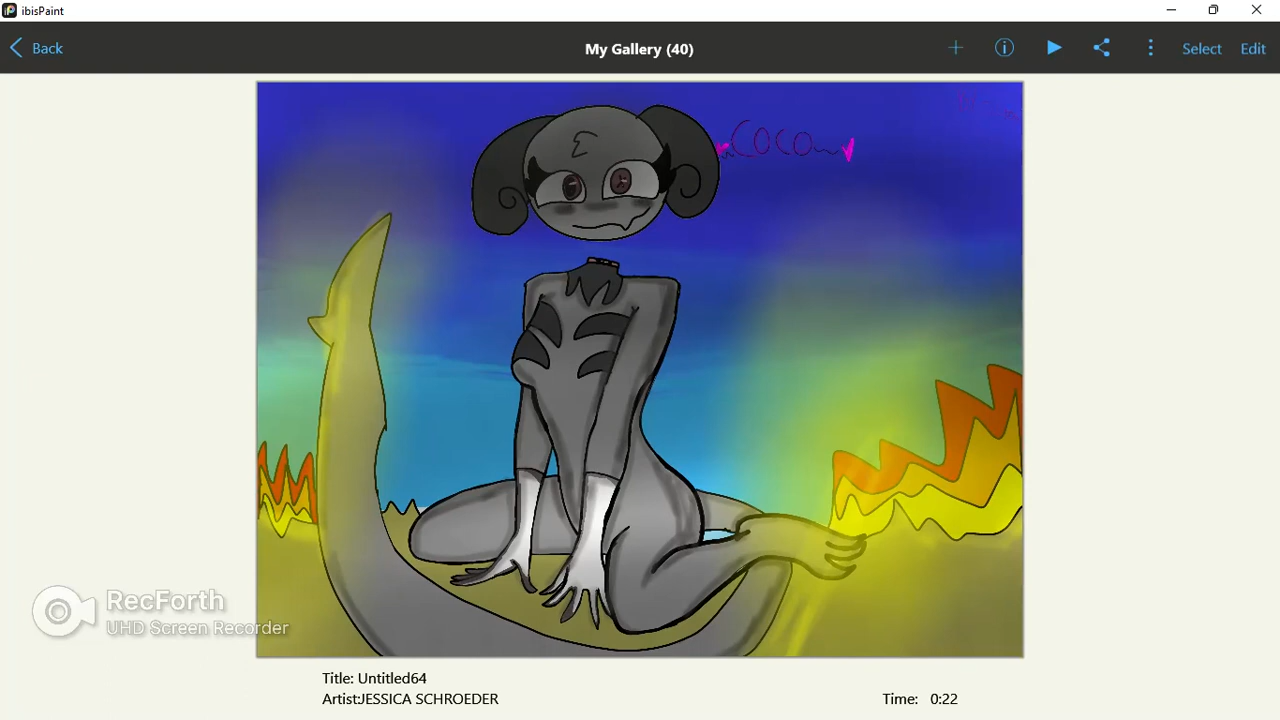 ibisPaint
Back
My Gallery (40)
Select
Edit
COCO
RecForth
UHD Screen Recorder
Title: Untitled64
Artist:JESSICA SCHROEDER
Time: 0:22